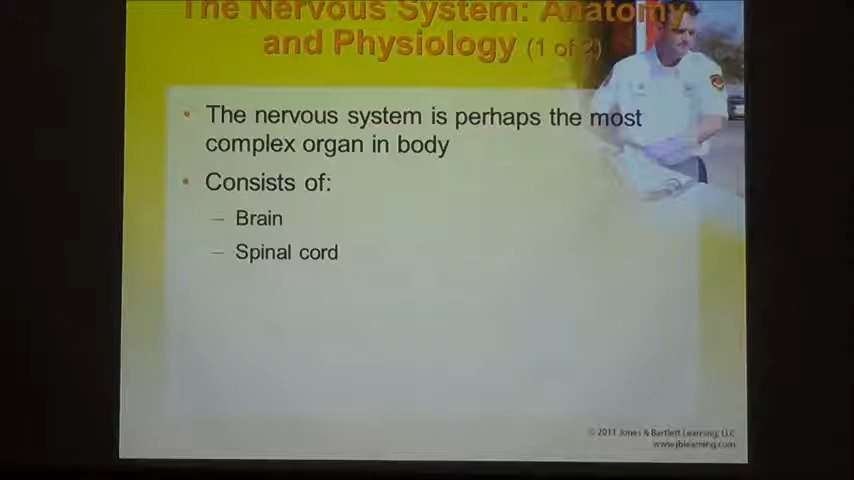 The Nervous System: Anatomy
and Physiology (1 of 2)
• The nervous system is perhaps the most
complex organ in body
• Consists of:
– Brain
– Spinal cord
© 2011 Jones & Bartlett Learning, LLC
www.jblearning.com